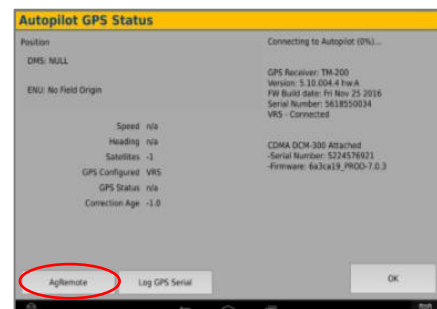 Autopilot GPS Status
Position
DMS: NULL
ENU: No Field Origin
Speed n/a
Heading n/a
Satellites -1
GPS Configured VRS
GPS Status n/a
Correction Age -1.0
Connecting to Autopilot (0%)...
GPS Receiver: TM-200
Version: 5.10.004.4 hw:A
FW Build date: Fri Nov 25 2016
Serial Number: 5618550034
VRS - Connected
CDMA DCM-300 Attached
-Serial Number: 5224576921
-Firmware: 6a3ca19_PROD-7.0.3
AgRemote
Log GPS Serial
OK